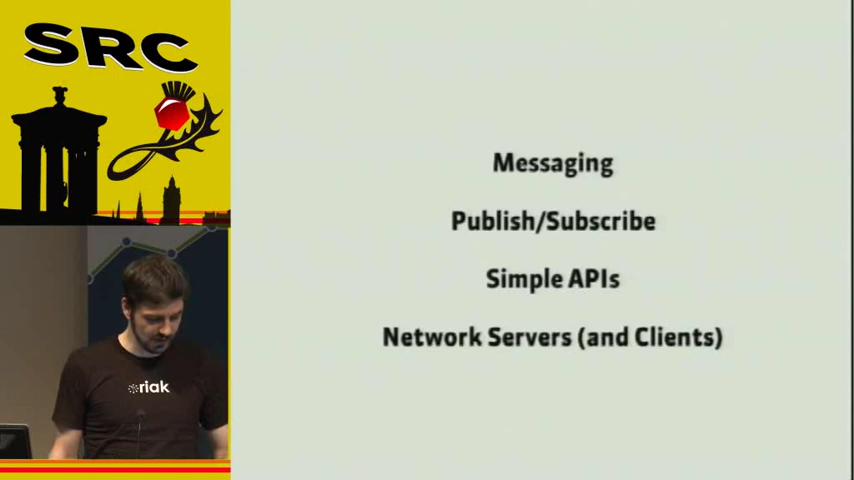 SRC
Messaging
Publish/Subscribe
Simple APIs
Network Servers (and Clients)
riak